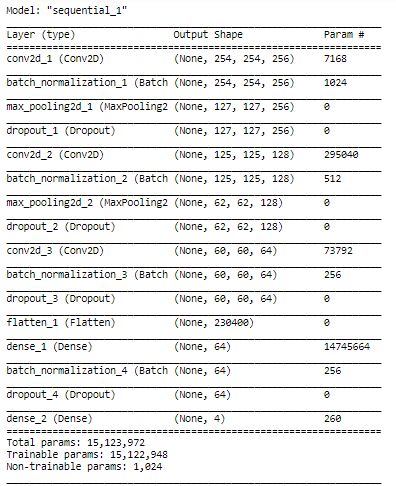 Model: "sequential_1"
Layer (type) Output Shape Param #
conv2d_1 (Conv2D) (None, 254, 254, 256) 7168
batch_normalization_1 (Batch (None, 254, 254, 256) 1024
max_pooling2d_1 (MaxPooling2 (None, 127, 127, 256) 0
dropout_1 (Dropout) (None, 127, 127, 256) 0
conv2d_2 (Conv2D) (None, 125, 125, 128) 295040
batch_normalization_2 (Batch (None, 125, 125, 128) 512
max_pooling2d_2 (MaxPooling2 (None, 62, 62, 128) 0
dropout_2 (Dropout) (None, 62, 62, 128) 0
conv2d_3 (Conv2D) (None, 60, 60, 64) 73792
batch_normalization_3 (Batch (None, 60, 60, 64) 256
dropout_3 (Dropout) (None, 60, 60, 64) 0
flatten_1 (Flatten) (None, 230400) 0
dense_1 (Dense) (None, 64) 14745664
batch_normalization_4 (Batch (None, 64) 256
dropout_4 (Dropout) (None, 64) 0
dense_2 (Dense) (None, 4) 260
Total params: 15,123,972
Trainable params: 15,122,948
Non-trainable params: 1,024